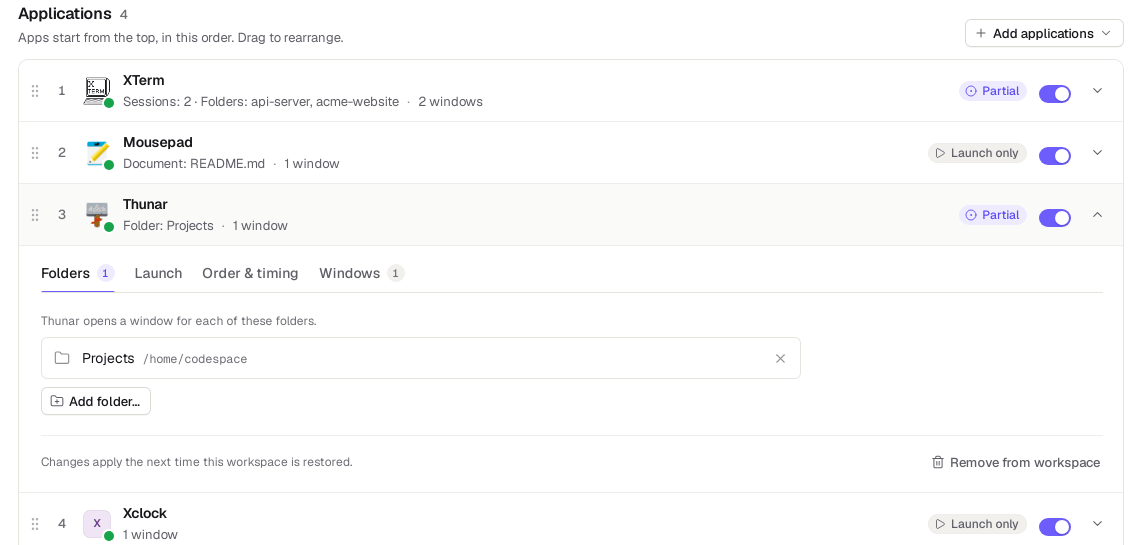 Applications 4
Apps start from the top, in this order. Drag to rearrange.
Add applications
1
XTerm
Sessions: 2 · Folders: api-server, acme-website · 2 windows
Partial
2
Mousepad
Document: README.md · 1 window
Launch only
3
Thunar
Folder: Projects · 1 window
Partial
Folders 1 Launch Order & timing Windows 1
Thunar opens a window for each of these folders.
Projects /home/codespace
Add folder...
Changes apply the next time this workspace is restored.
Remove from workspace
4
X
Xclock
1 window
Launch only